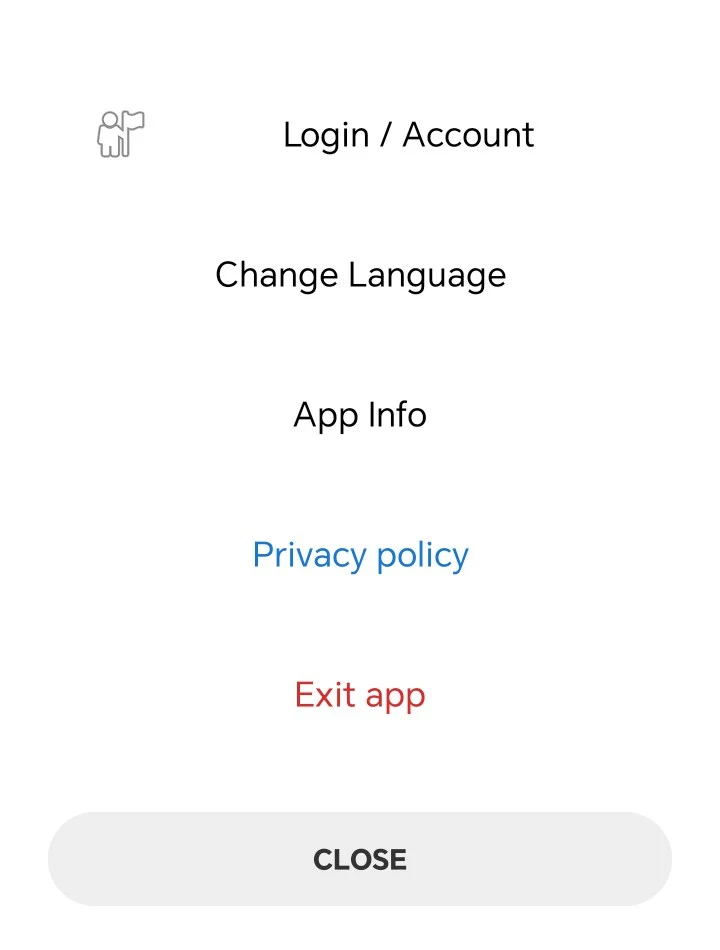 Login / Account
Change Language
App Info
Privacy policy
Exit app
CLOSE